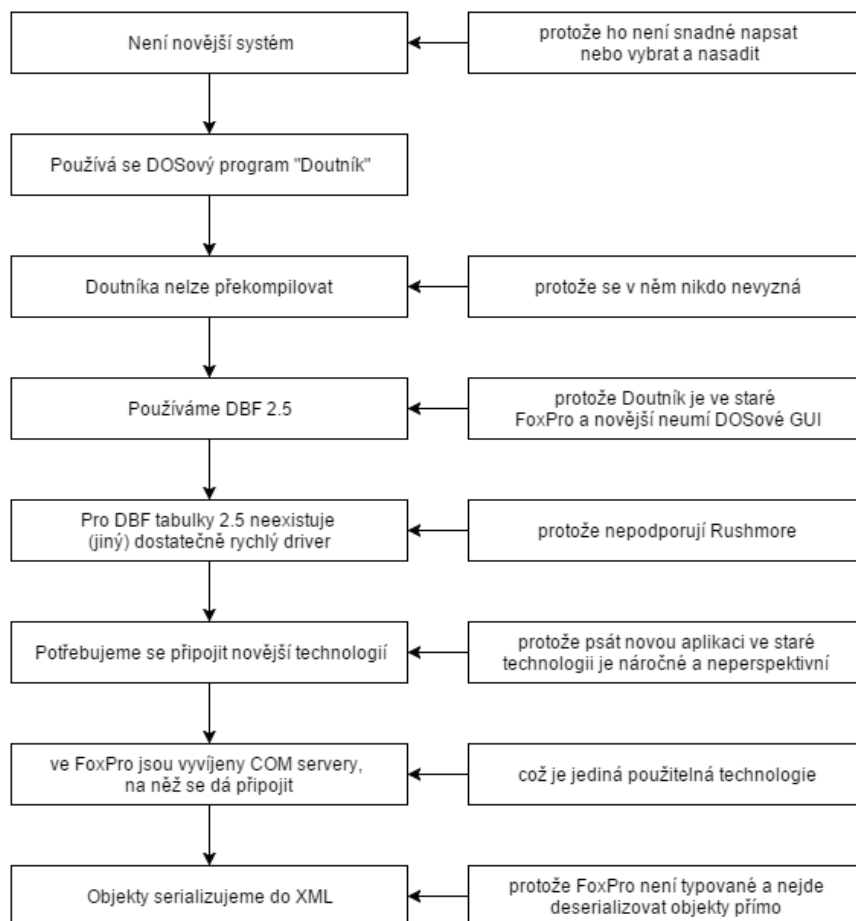 Není novější systém
protože ho není snadné napsat
nebo vybrat a nasadit
Používá se DOSový program "Doutník"
Doutníka nelze překompilovat
protože se v něm nikdo nevyzná
Používáme DBF 2.5
protože Doutník je ve staré
FoxPro a novější neumí DOSové GUI
Pro DBF tabulky 2.5 neexistuje
(jiný) dostatečně rychlý driver
protože nepodporují Rushmore
Potřebujeme se připojit novější technologií
protože psát novou aplikaci ve staré
technologii je náročné a neperspektivní
ve FoxPro jsou vyvíjeny COM servery,
na něž se dá připojit
což je jediná použitelná technologie
Objekty serializujeme do XML
protože FoxPro není typované a nejde
deserializovat objekty přímo